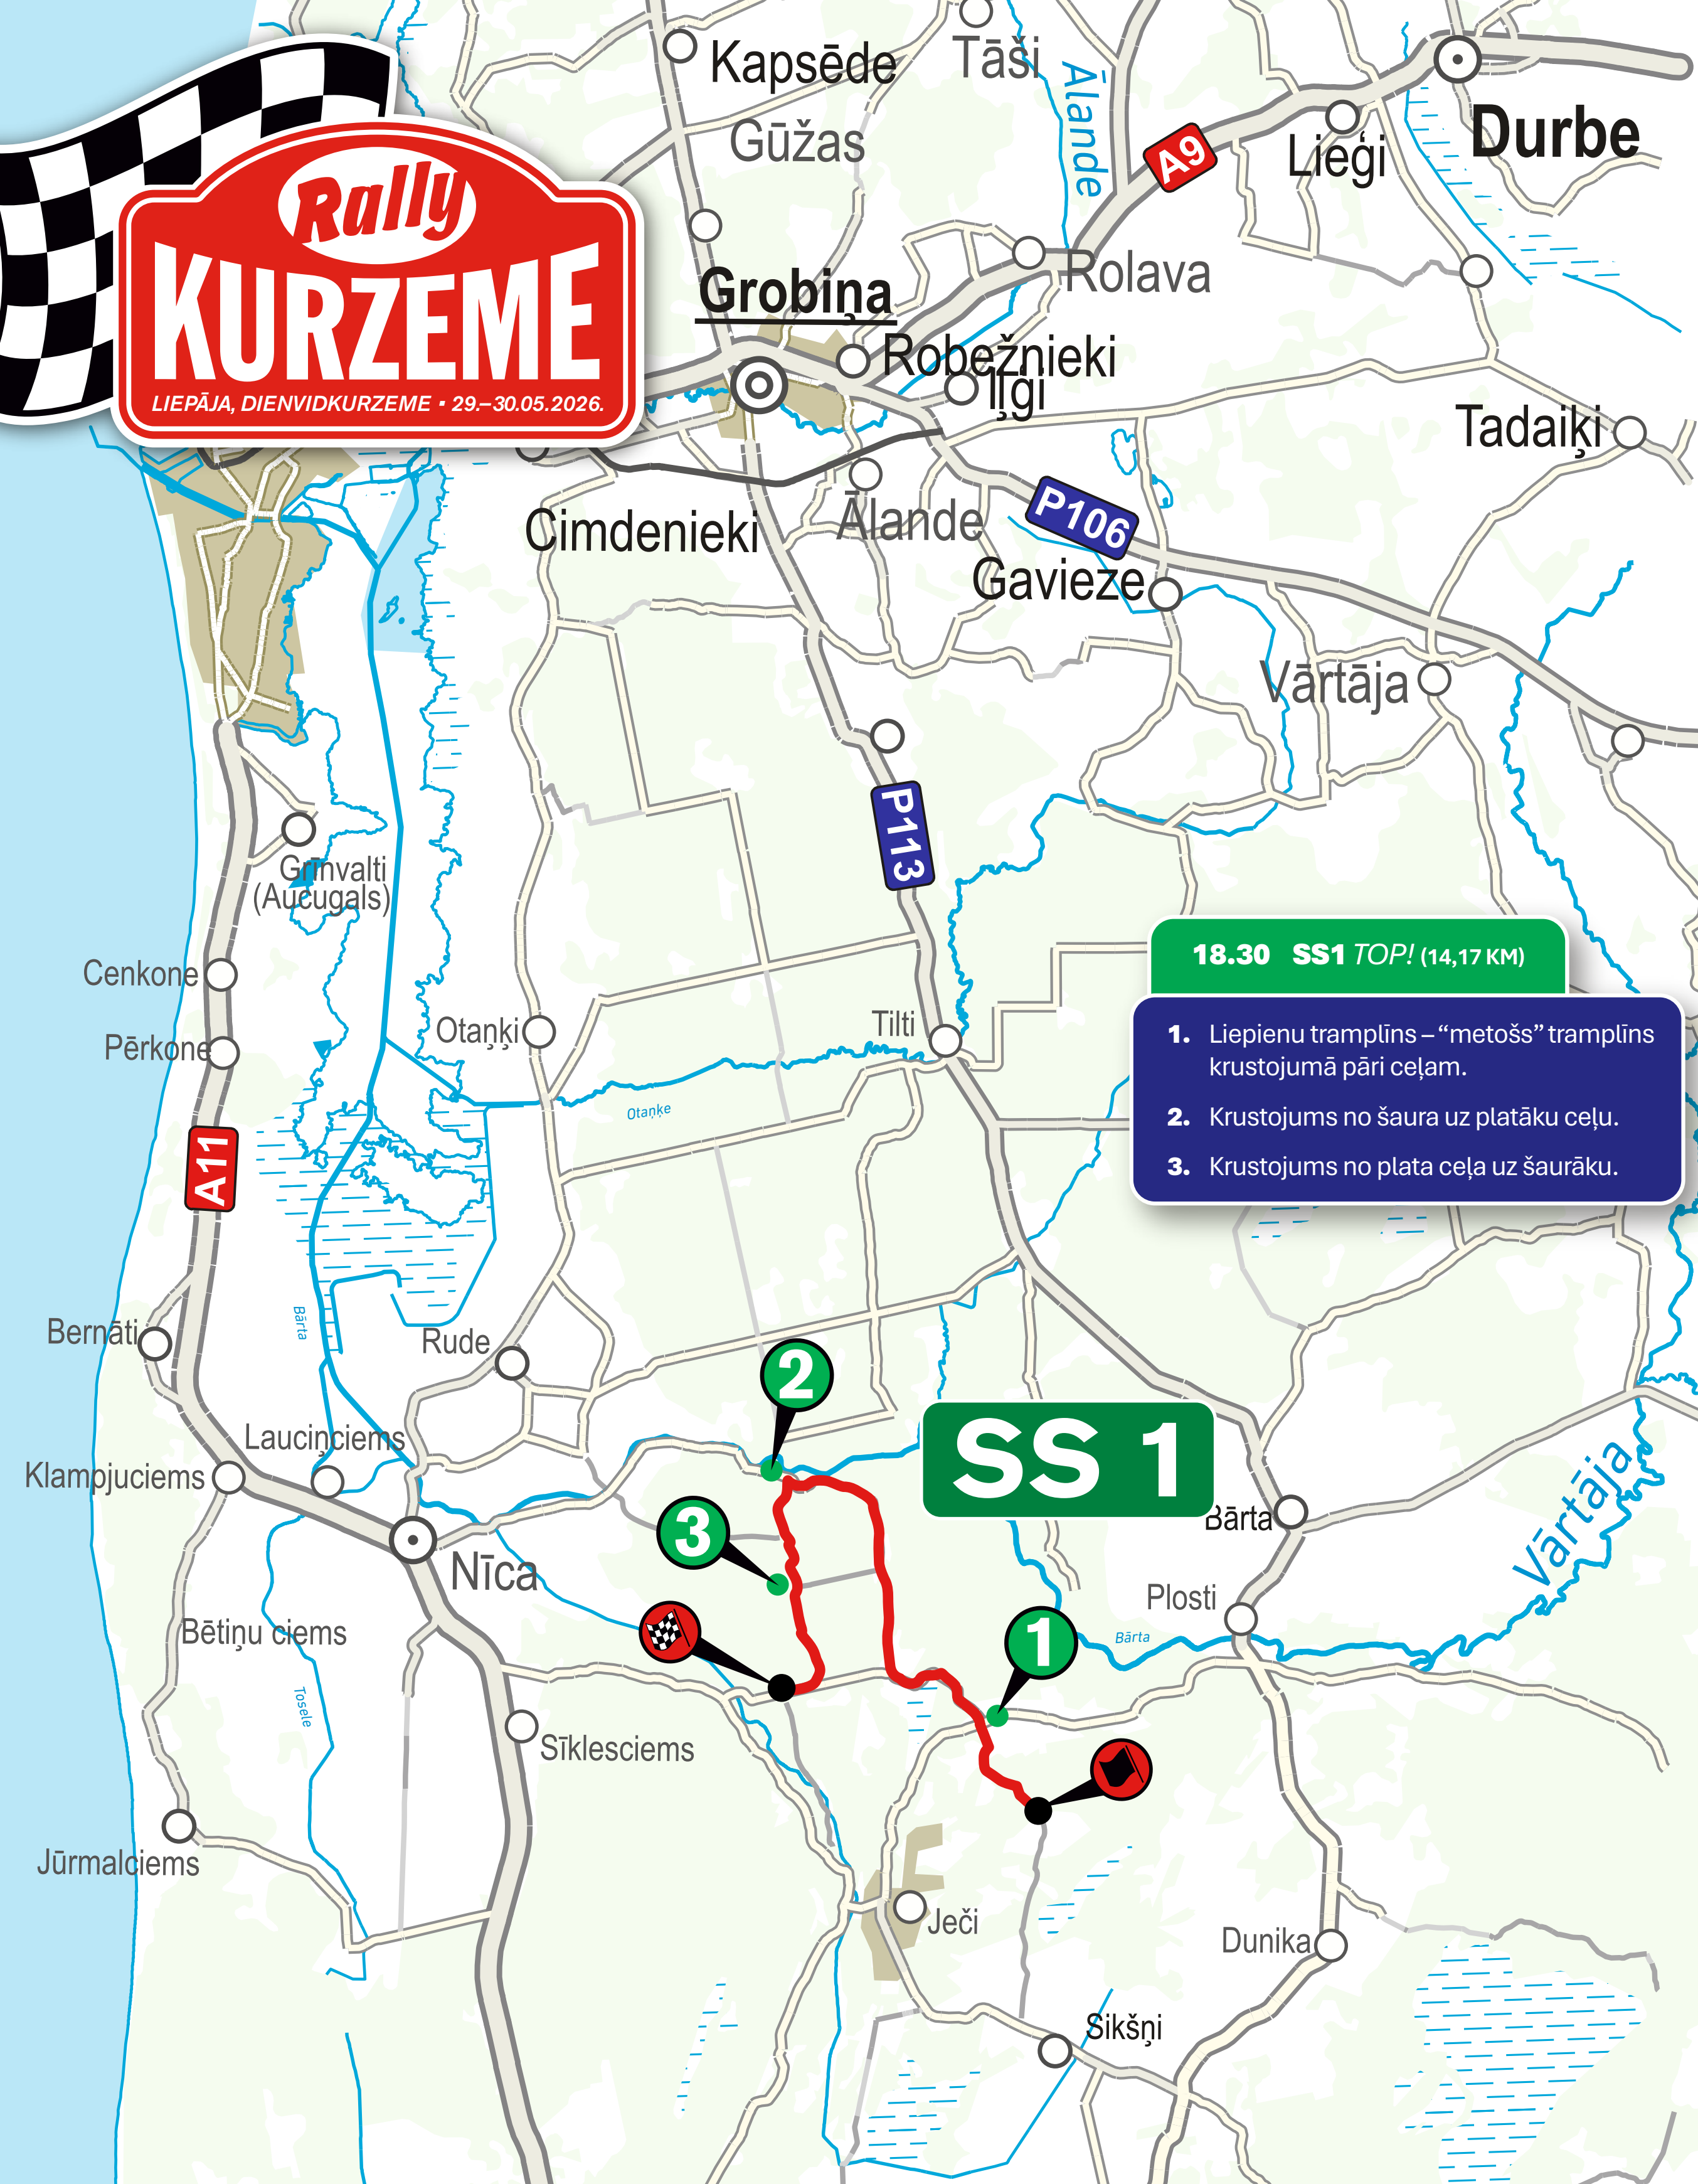 Kapsēde
Tāši
Ālande
Gūžas
A9
Lieģi
Durbe
Rally
KURZEME
LIEPĀJA, DIENVIDKURZEME • 29.–30.05.2026.
Grobiņa
Rolava
Robežnieki
Iļģi
Tadaiķi
Cimdenieki
Ālande
P106
Gavieze
Vārtāja
P113
Grīnvalti
(Aucugals)
18.30 SS1 TOP! (14,17 KM)
Cenkone
Otaņķi
Tilti
Pērkone
1. Liepienu tramplīns – “metošs” tramplīns
krustojumā pāri ceļam.
2. Krustojums no šaura uz platāku ceļu.
3. Krustojums no plata ceļa uz šaurāku.
Otaņķe
A11
Bārta
Bernāti
Rude
2
Lauciņciems
Klampjuciems
SS 1
Bārta
Vārtāja
3
Nīca
Plosti
Bētiņu ciems
1
Bārta
Tosele
Sīklesciems
Jūrmalciems
Ječi
Dunika
Sikšņi